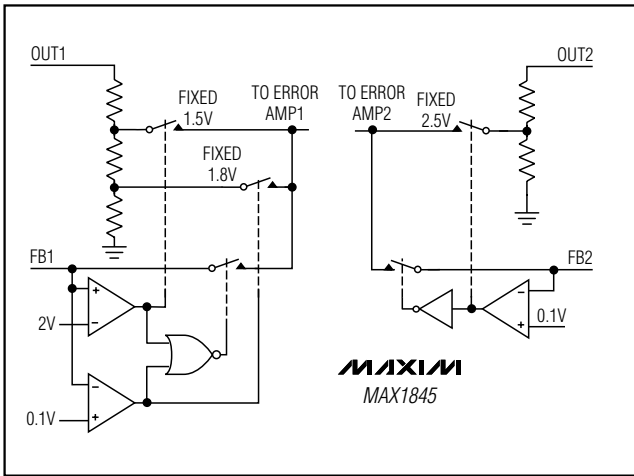 OUT1
OUT2
FIXED
1.5V
TO ERROR
AMP1
TO ERROR
AMP2
FIXED
2.5V
FIXED
1.8V
FB1
FB2
+
−
2V
−
+
0.1V
−
+
0.1V
MAXIM
MAX1845